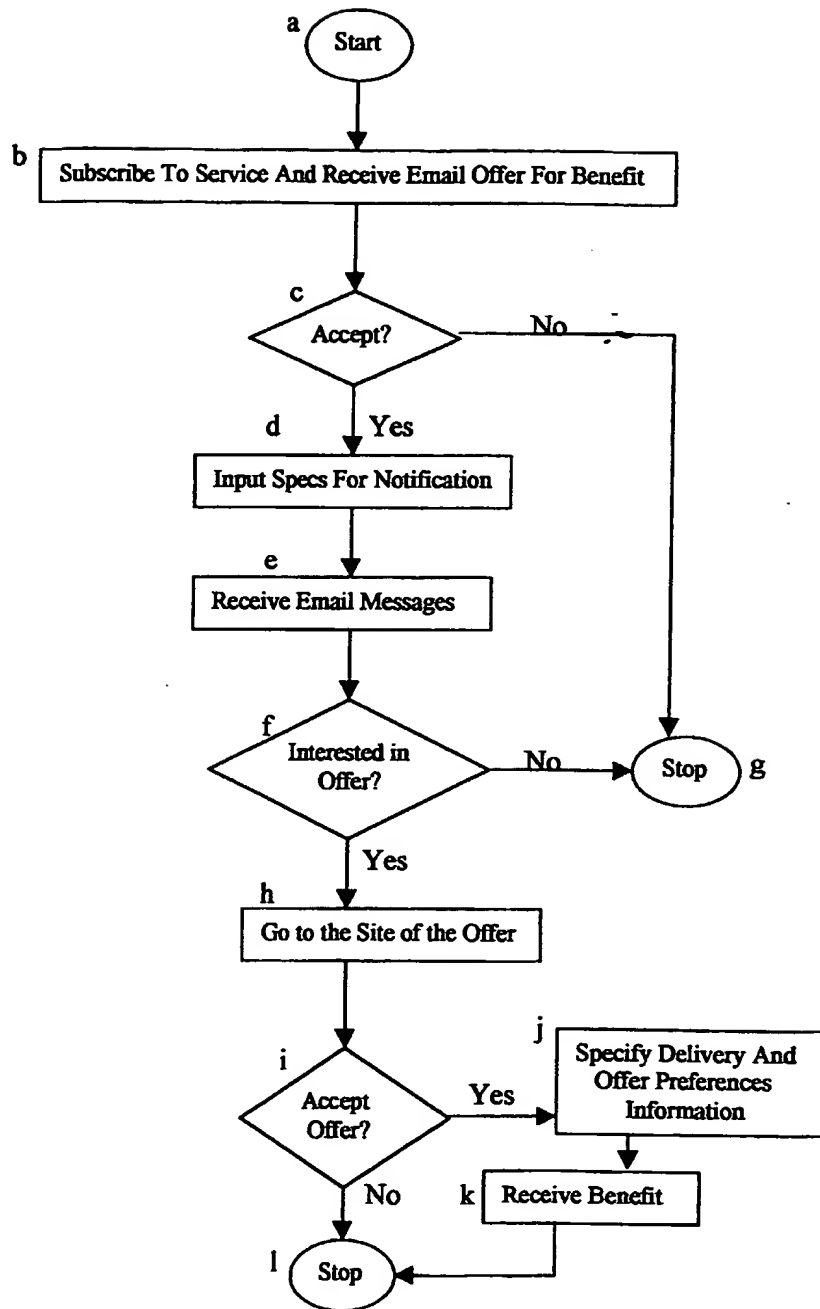 a
Start
b
Subscribe To Service And Receive Email Offer For Benefit
c
Accept?
No
d
Yes
Input Specs For Notification
e
Receive Email Messages
f
Interested in
Offer?
No
Stop
g
Yes
h
Go to the Site of the Offer
i
Accept
Offer?
Yes
j
Specify Delivery And
Offer Preferences
Information
No
k
Receive Benefit
l
Stop